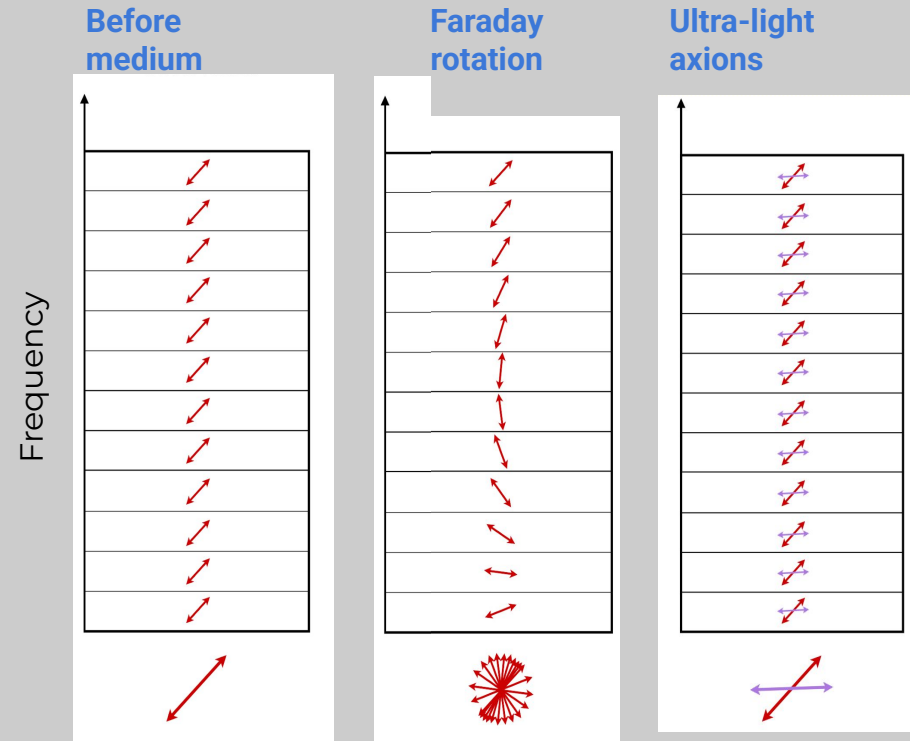 Before
medium
Faraday
rotation
Ultra-light
axions
Frequency